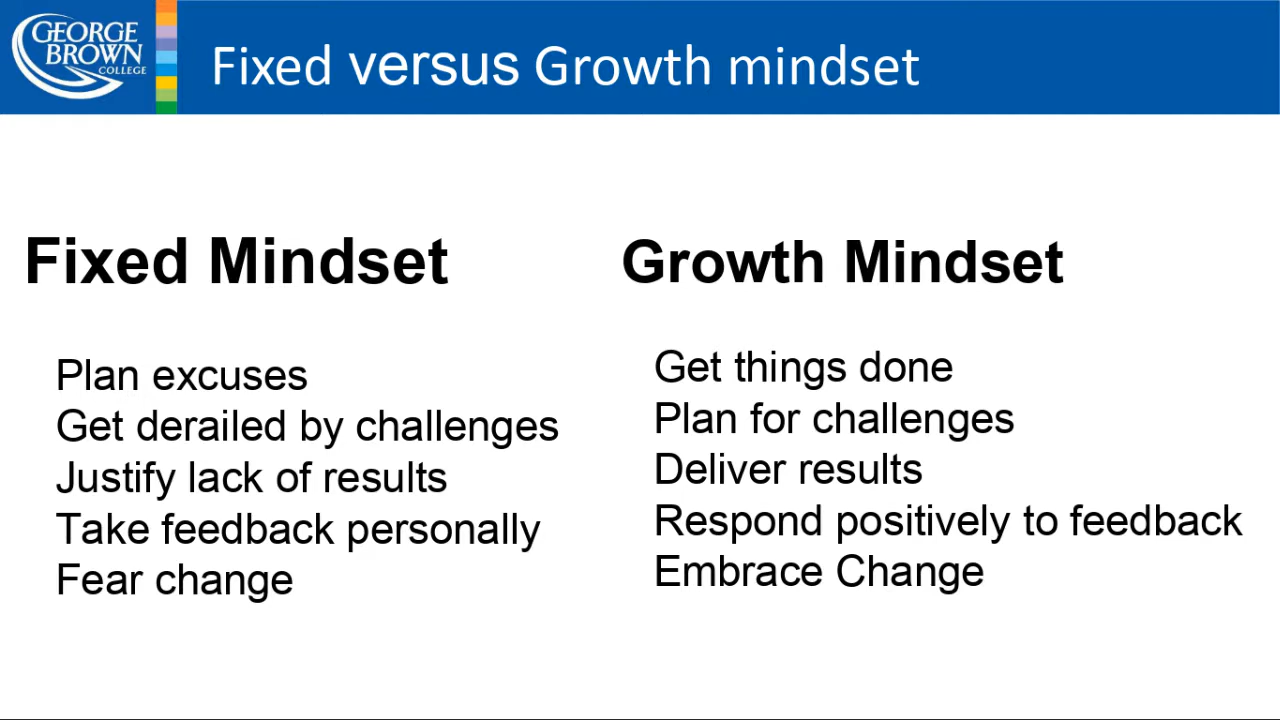 GEORGE
BROWN
COLLEGE
Fixed versus Growth mindset
Fixed Mindset
Plan excuses
Get derailed by challenges
Justify lack of results
Take feedback personally
Fear change
Growth Mindset
Get things done
Plan for challenges
Deliver results
Respond positively to feedback
Embrace Change